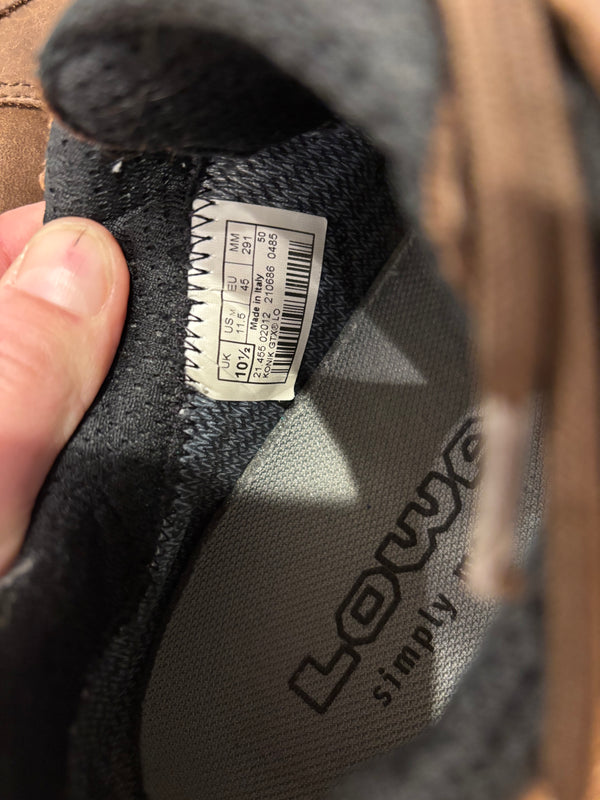 UK US M EU MM
10½ 11.5 45 291
Made in Italy 50
21 455 02012 210686 0485
KONIK GTX® LO
LOWA
simply